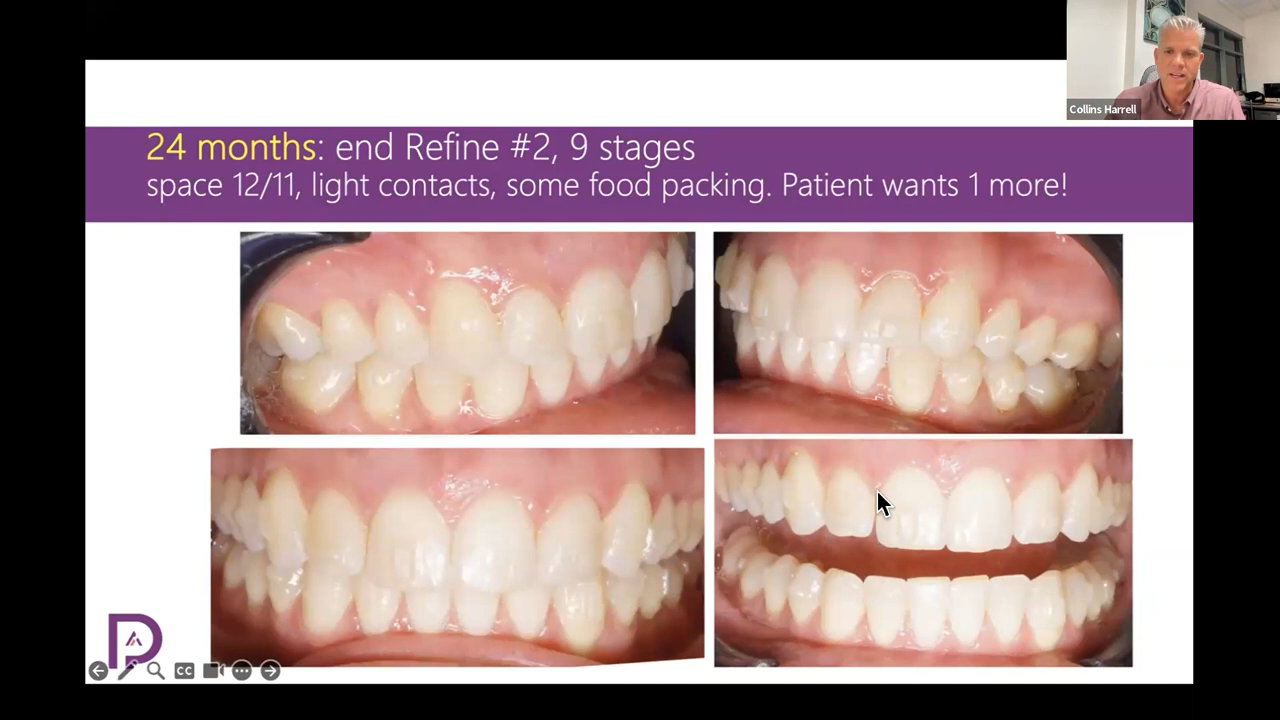 Collins Harrell
24 months: end Refine #2, 9 stages
space 12/11, light contacts, some food packing. Patient wants 1 more!
CC